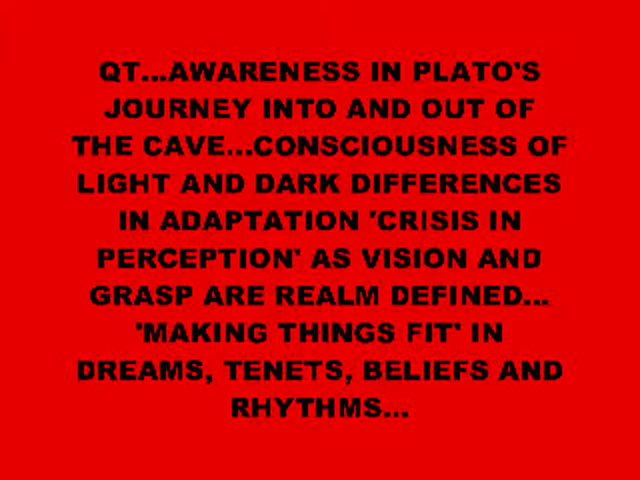 QT...AWARENESS IN PLATO'S
JOURNEY INTO AND OUT OF
THE CAVE...CONSCIOUSNESS OF
LIGHT AND DARK DIFFERENCES
IN ADAPTATION 'CRISIS IN
PERCEPTION' AS VISION AND
GRASP ARE REALM DEFINED...
'MAKING THINGS FIT' IN
DREAMS, TENETS, BELIEFS AND
RHYTHMS...